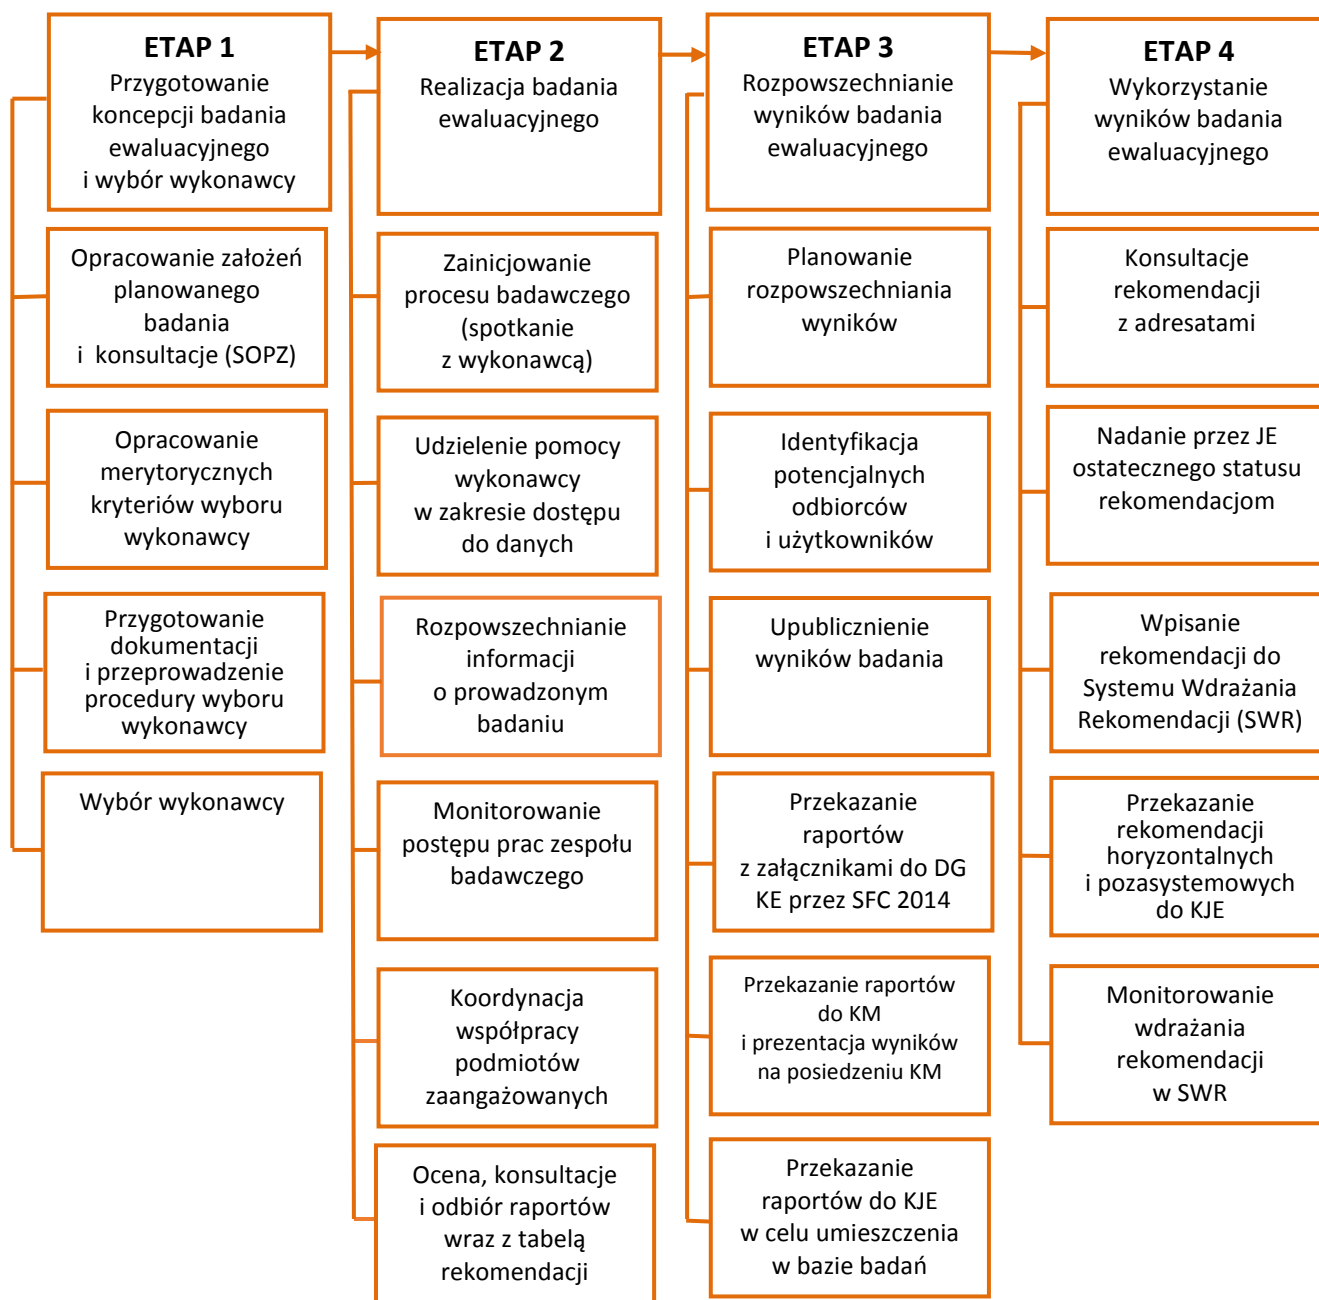 ETAP 1
Przygotowanie
koncepcji badania
ewaluacyjnego
i wybór wykonawcy
Opracowanie założeń
planowanego
badania
i konsultacje (SOPZ)
Opracowanie
merytorycznych
kryteriów wyboru
wykonawcy
Przygotowanie
dokumentacji
i przeprowadzenie
procedury wyboru
wykonawcy
Wybór wykonawcy
ETAP 2
Realizacja badania
ewaluacyjnego
Zainicjowanie
procesu badawczego
(spotkanie
z wykonawcą)
Udzielenie pomocy
wykonawcy
w zakresie dostępu
do danych
Rozpowszechnianie
informacji
o prowadzonym
badaniu
Monitorowanie
postępu prac zespołu
badawczego
Koordynacja
współpracy
podmiotów
zaangażowanych
Ocena, konsultacje
i odbiór raportów
wraz z tabelą
rekomendacji
ETAP 3
Rozpowszechnianie
wyników badania
ewaluacyjnego
Planowanie
rozpowszechniania
wyników
Identyfikacja
potencjalnych
odbiorców
i użytkowników
Upublicznienie
wyników badania
Przekazanie
raportów
z załącznikami do DG
KE przez SFC 2014
Przekazanie raportów
do KM
i prezentacja wyników
na posiedzeniu KM
Przekazanie
raportów do KJE
w celu umieszczenia
w bazie badań
ETAP 4
Wykorzystanie
wyników badania
ewaluacyjnego
Konsultacje
rekomendacji
z adresatami
Nadanie przez JE
ostatecznego statusu
rekomendacjom
Wpisanie
rekomendacji do
Systemu Wdrażania
Rekomendacji (SWR)
Przekazanie
rekomendacji
horyzontalnych
i pozasystemowych
do KJE
Monitorowanie
wdrażania
rekomendacji
w SWR